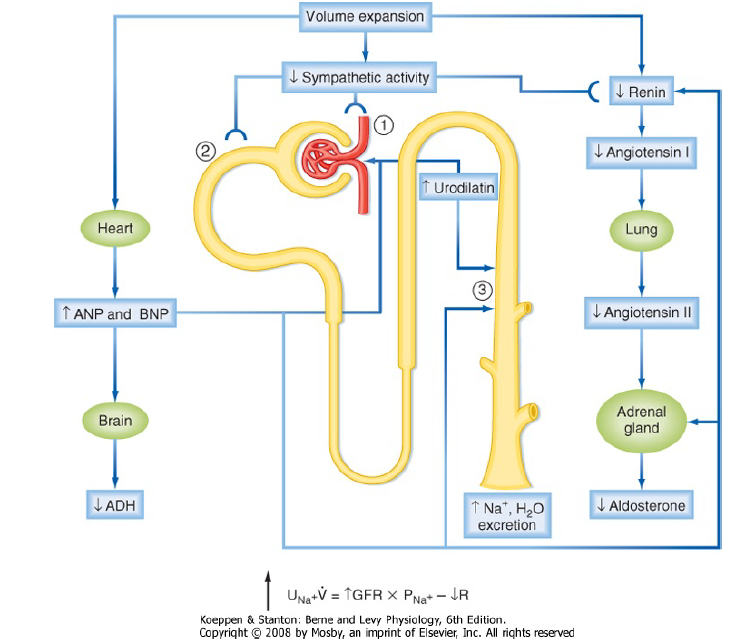 Volume expansion
↓ Sympathetic activity
↓ Renin
①
②
↓ Angiotensin I
↑ Urodilatin
Heart
Lung
③
↑ ANP and BNP
↓ Angiotensin II
Brain
Adrenal
gland
↓ ADH
↑ Na⁺, H₂O
excretion
↓ Aldosterone
↑ U_Na⁺V̇ = ↑GFR × P_Na⁺ – ↓R
Koeppen & Stanton: Berne and Levy Physiology, 6th Edition.
Copyright © 2008 by Mosby, an imprint of Elsevier, Inc. All rights reserved